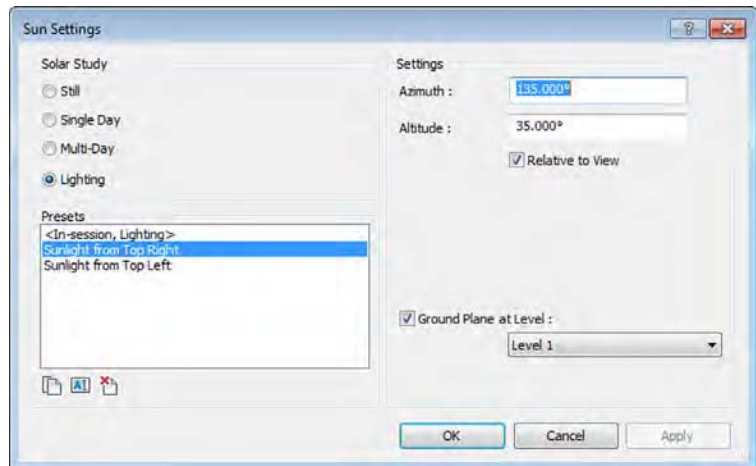 Sun Settings
Solar Study
Still
Single Day
Multi-Day
Lighting
Presets
<In-session, Lighting>
Sunlight from Top Right
Sunlight from Top Left
AI
Settings
Azimuth :
135.000°
Altitude :
35.000°
Relative to View
Ground Plane at Level :
Level 1
OK
Cancel
Apply